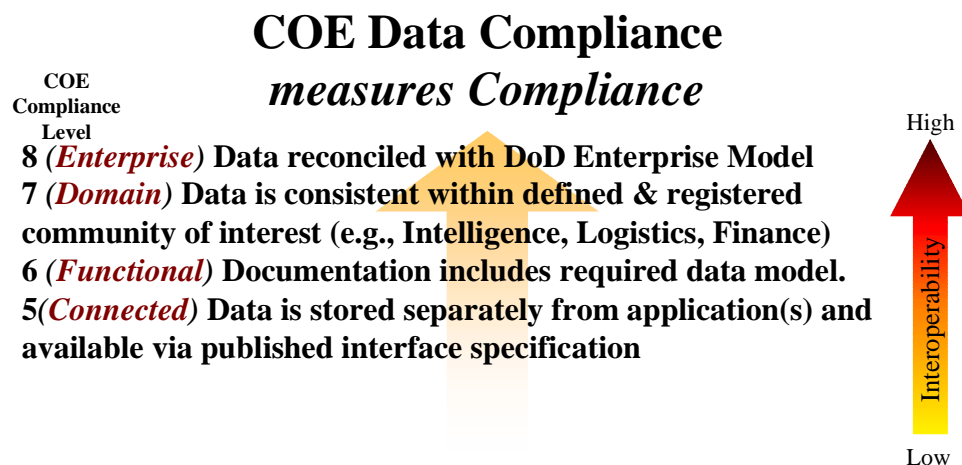 COE Data Compliance
measures Compliance
COE
Compliance
Level
8 (Enterprise) Data reconciled with DoD Enterprise Model
7 (Domain) Data is consistent within defined & registered
community of interest (e.g., Intelligence, Logistics, Finance)
6 (Functional) Documentation includes required data model.
5(Connected) Data is stored separately from application(s) and
available via published interface specification
High
Interoperability
Low